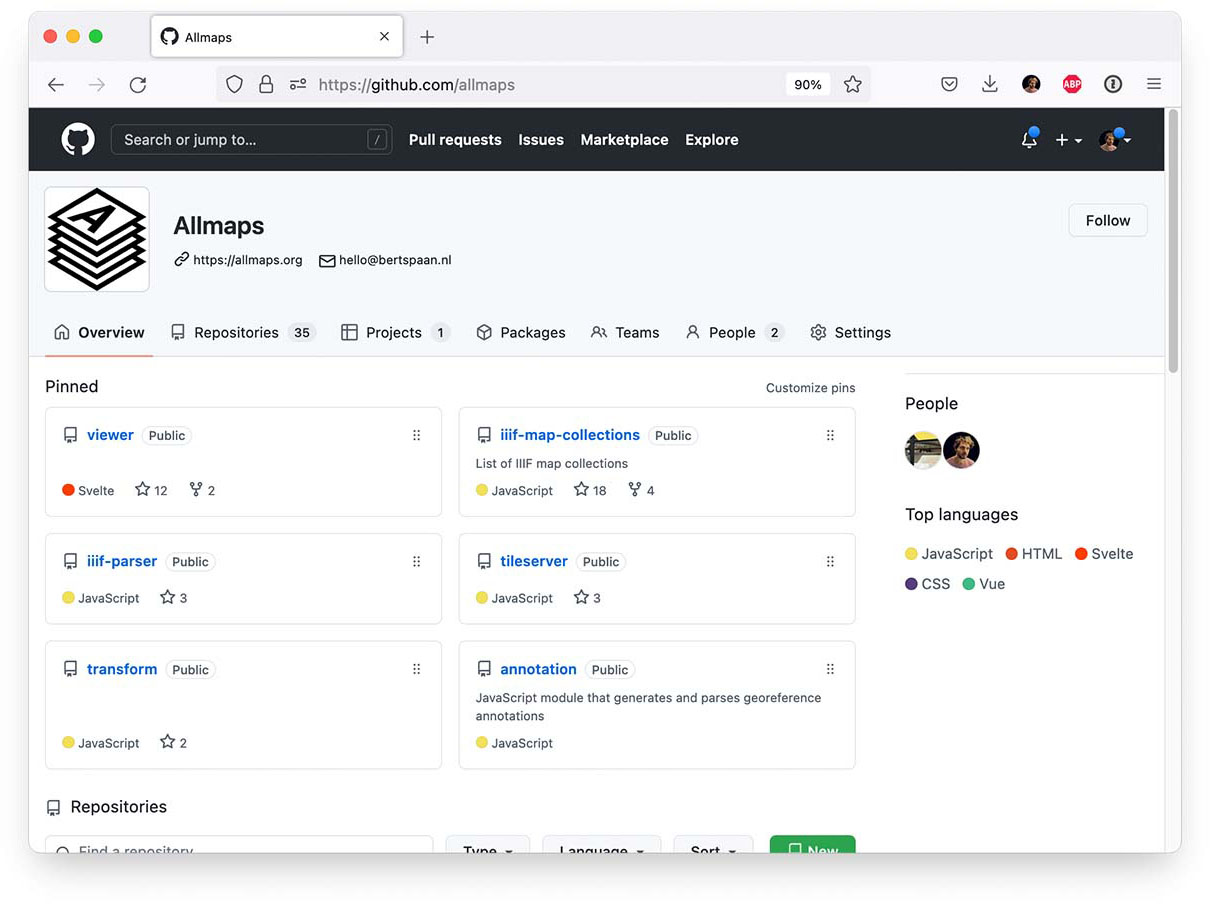 Allmaps
https://github.com/allmaps
90%
ABP
Search or jump to...
/
Pull requests
Issues
Marketplace
Explore
A
Allmaps
Follow
https://allmaps.org
hello@bertspaan.nl
Overview
Repositories 35
Projects 1
Packages
Teams
People 2
Settings
Pinned
Customize pins
viewer Public
Svelte 12 2
iiif-map-collections Public
List of IIIF map collections
JavaScript 18 4
iiif-parser Public
JavaScript 3
tileserver Public
JavaScript 3
transform Public
JavaScript 2
annotation Public
JavaScript module that generates and parses georeference
annotations
JavaScript
People
Top languages
JavaScript HTML Svelte
CSS Vue
Repositories
Find a repository
Type
Language
Sort
New